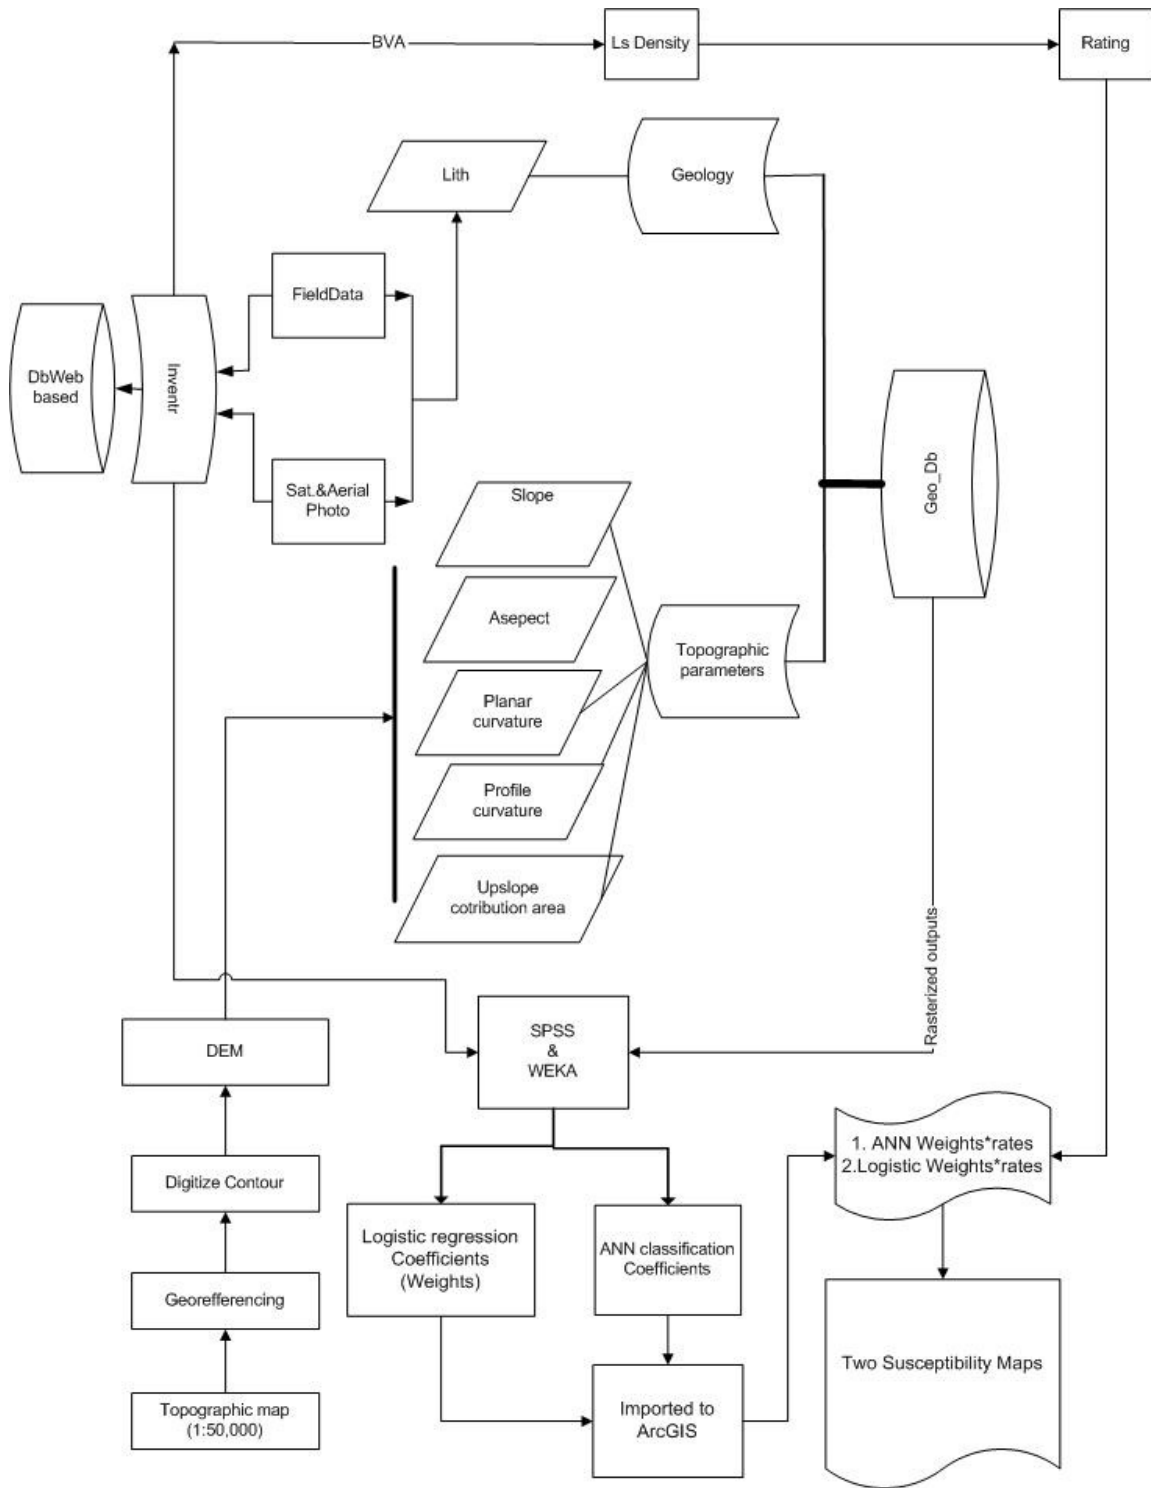 BVA
Ls Density
Rating
Lith
Geology
FieldData
DbWeb
based
Inventr
Sat.&Aerial
Photo
Slope
Geo_Db
Asepect
Topographic
parameters
Planar
curvature
Profile
curvature
Upslope
cotribution area
Rasterized outputs
DEM
SPSS
&
WEKA
1. ANN Weights*rates
2.Logistic Weights*rates
Digitize Contour
Logistic regression
Coefficients
(Weights)
ANN classification
Coefficients
Georefferencing
Two Susceptibility Maps
Topographic map
(1:50,000)
Imported to
ArcGIS